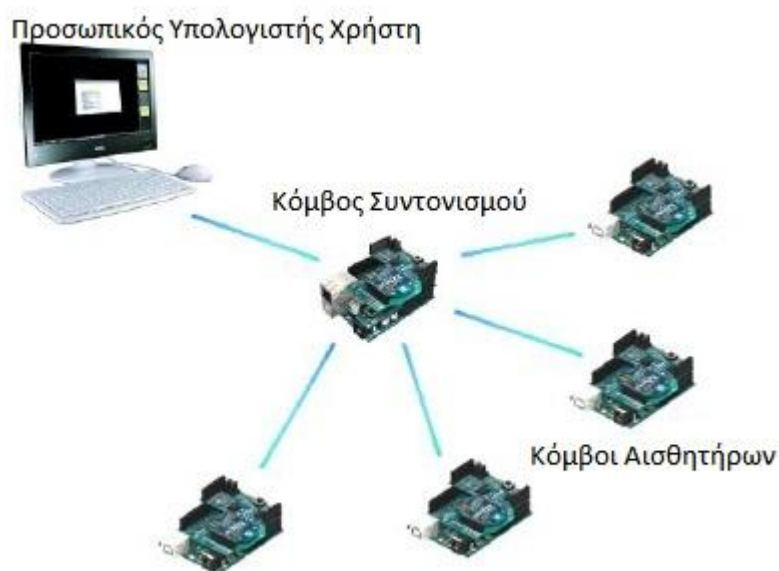 Προσωπικός Υπολογιστής Χρήστη
Κόμβος Συντονισμού
Κόμβοι Αισθητήρων